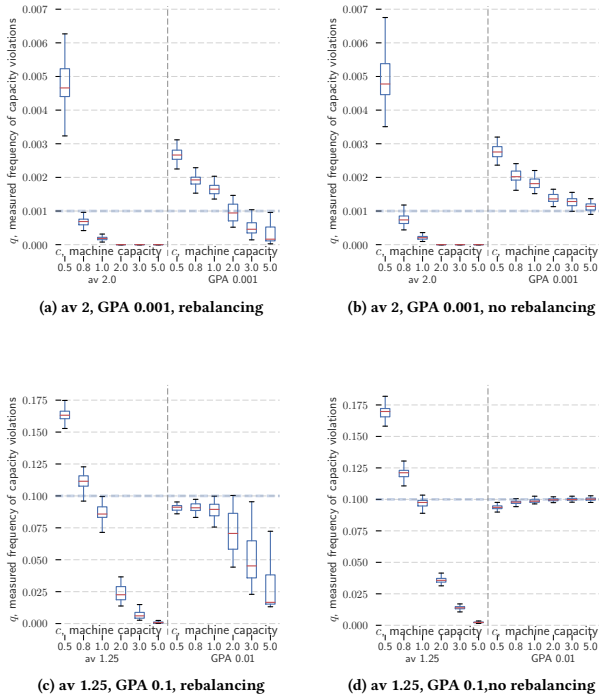 q, measured frequency of capacity violations
0.007
0.006
0.005
0.004
0.003
0.002
0.001
0.000
c, machine capacity
0.5 0.8 1.0 2.0 3.0 5.0 0.5 0.8 1.0 2.0 3.0 5.0
av 2.0 GPA 0.001
(a) av 2, GPA 0.001, rebalancing
q, measured frequency of capacity violations
0.007
0.006
0.005
0.004
0.003
0.002
0.001
0.000
c, machine capacity
0.5 0.8 1.0 2.0 3.0 5.0 0.5 0.8 1.0 2.0 3.0 5.0
av 2.0 GPA 0.001
(b) av 2, GPA 0.001, no rebalancing
q, measured frequency of capacity violations
0.175
0.150
0.125
0.100
0.075
0.050
0.025
0.000
c, machine capacity c, machine capacity
0.5 0.8 1.0 2.0 3.0 5.0 0.5 0.8 1.0 2.0 3.0 5.0
av 1.25 GPA 0.01
(c) av 1.25, GPA 0.1, rebalancing
q, measured frequency of capacity violations
0.175
0.150
0.125
0.100
0.075
0.050
0.025
0.000
c, machine capacity c, machine capacity
0.5 0.8 1.0 2.0 3.0 5.0 0.5 0.8 1.0 2.0 3.0 5.0
av 1.25 GPA 0.01
(d) av 1.25, GPA 0.1,no rebalancing